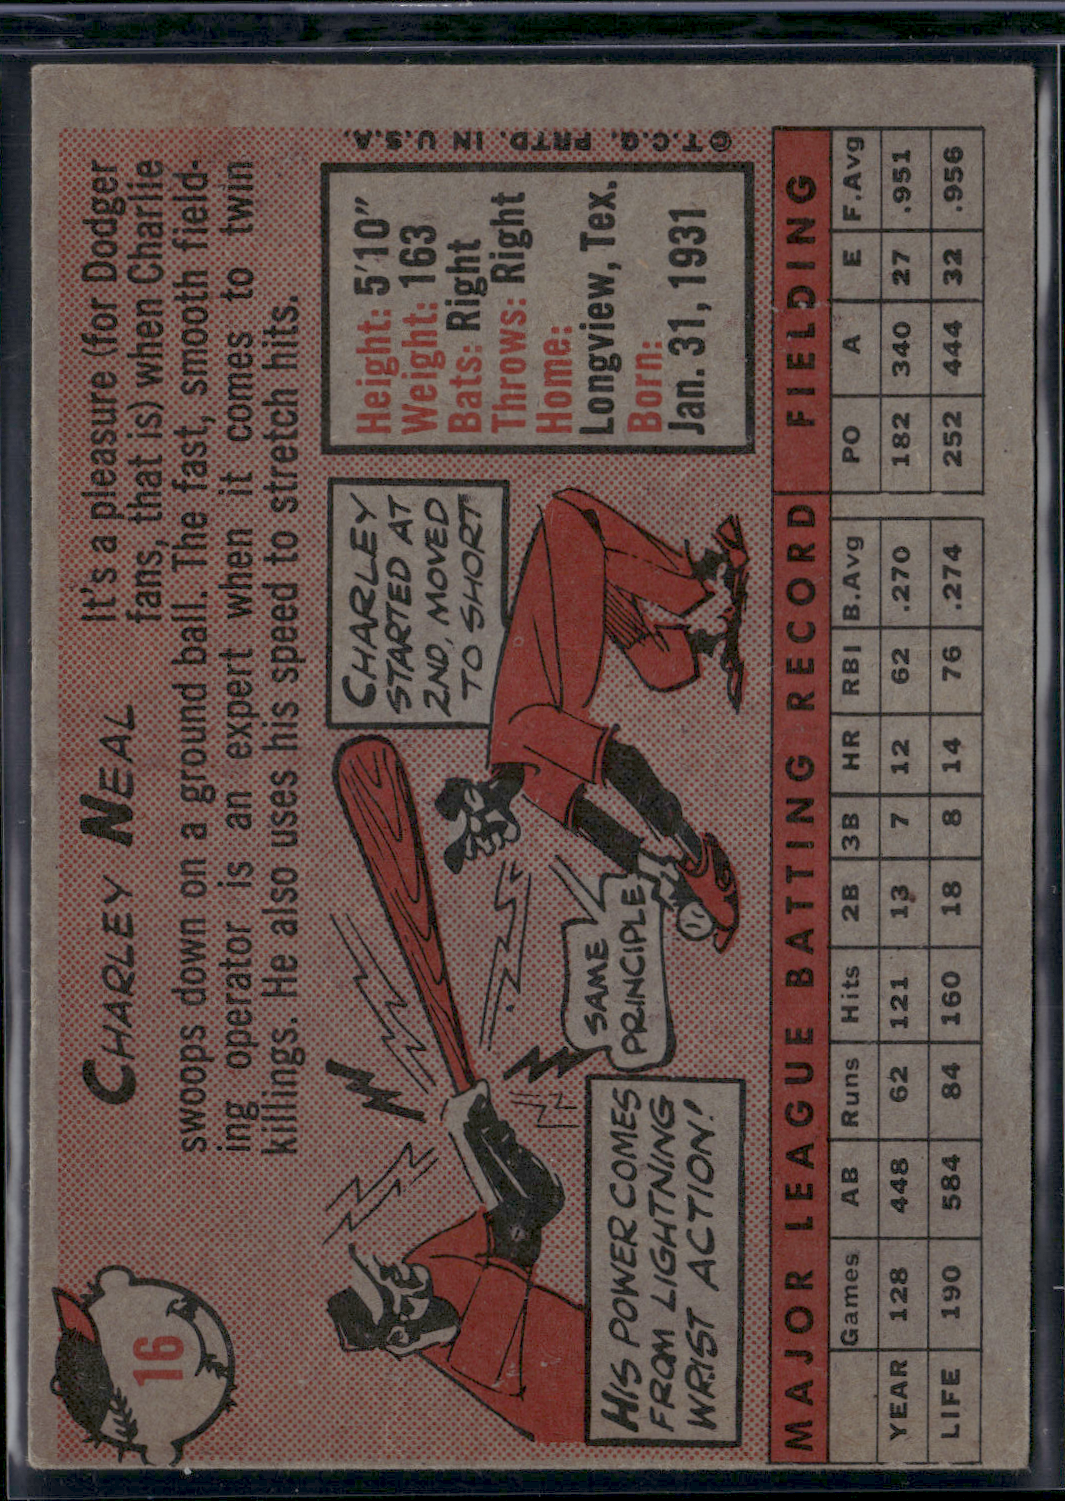 16
CHARLEY NEAL
It's a pleasure (for Dodger
fans, that is) when Charlie
swoops down on a ground ball. The fast, smooth field-
ing operator is an expert when it comes to twin
killings. He also uses his speed to stretch hits.
HIS POWER COMES
FROM LIGHTNING
WRIST ACTION!
SAME
PRINCIPLE
CHARLEY
STARTED AT
2ND, MOVED
TO SHORT
Height: 5'10"
Weight: 163
Bats: Right
Throws: Right
Home:
Longview, Tex.
Born:
Jan. 31, 1931
©T.C.G. PRTD. IN U.S.A.
MAJOR LEAGUE BATTING RECORD FIELDING
Games AB Runs Hits 2B 3B HR RBI B.Avg PO A E F.Avg
YEAR 128 448 62 121 13 7 12 62 .270 182 340 27 .951
LIFE 190 584 84 160 18 8 14 76 .274 252 444 32 .956